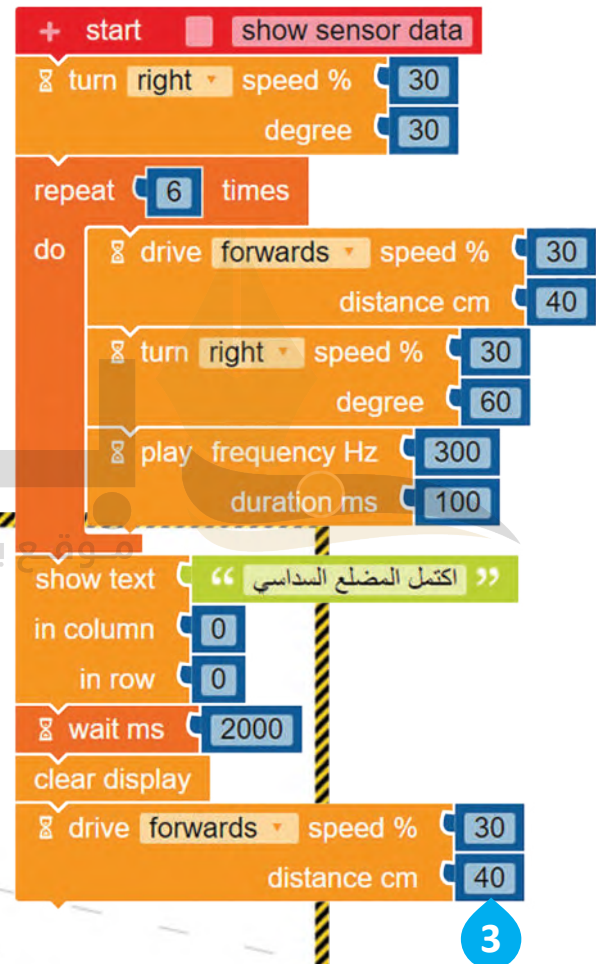 + start show sensor data
turn right speed % 30
degree 30
repeat 6 times
do
drive forwards speed % 30
distance cm 40
turn right speed % 30
degree 60
play frequency Hz 300
duration ms 100
show text “ اكتمل المضلع السداسي ”
in column 0
in row 0
wait ms 2000
clear display
drive forwards speed % 30
distance cm 40
3